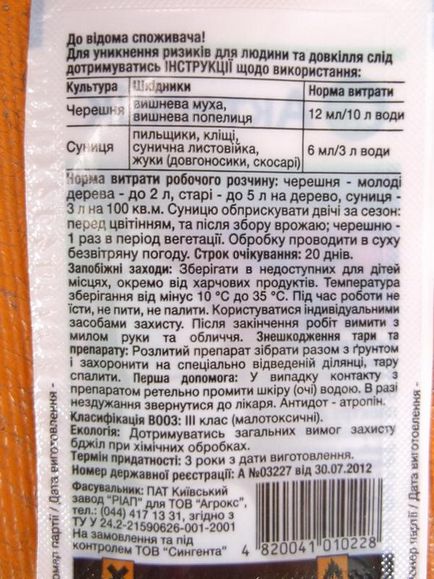 До відома споживача!
Для уникнення ризиків для людини та довкілля слід
дотримуватись ІНСТРУКЦІЇ щодо використання:
Культура Шкідники Норма витрати
Черешня вишнева муха, вишнева попелиця 12 мл/10 л води
Суниця пильщики, кліщі, сунична листовійка, жуки (довгоносики, скосарі) 6 мл/3 л води
Норма витрати робочого розчину: черешня - молоді
дерева - до 2 л, старі - до 5 л на дерево, суниця -
3 л на 100 кв.м. Суницю обприскувати двічі за сезон:
перед цвітінням, та після збору врожаю; черешню -
1 раз в період вегетації. Обробку проводити в суху
безвітряну погоду. Строк очікування: 20 днів.
Запобіжні заходи: Зберігати в недоступних для дітей
місцях, окремо від харчових продуктів. Температура
зберігання від мінус 10 °С до 35 °С. Під час роботи не
їсти, не пити, не палити. Користуватися індивідуальними
засобами захисту. Після закінчення робіт вимити з
милом руки та обличчя. Знешкодження тари та
препарату: Розлитий препарат зібрати разом з ґрунтом
і захоронити на спеціально відведеній ділянці, тару
спалити. Перша допомога: У випадку контакту з
препаратом ретельно промити шкіру (очі) водою. В разі
нездужання звернутися до лікаря. Антидот - атропін.
Класифікація ВООЗ: III клас (малотоксичні).
Екологія: Дотримуватись загальних вимог захисту
бджіл при хімічних обробках.
Термін придатності: 3 роки з дати виготовлення.
Номер державної реєстрації: А №03227 від 30.07.2012
Фасувальник: ПАТ Київський
завод "РІАП" для ТОВ "Агрокс",
тел.: (044) 417 13 31, згідно з
ТУ У 24.2-21590626-001-2001
На замовлення та під
контролем ТОВ "Сингента"
4 820041 010228
/ Дата виготовлення -
партії / Дата виготовлення -